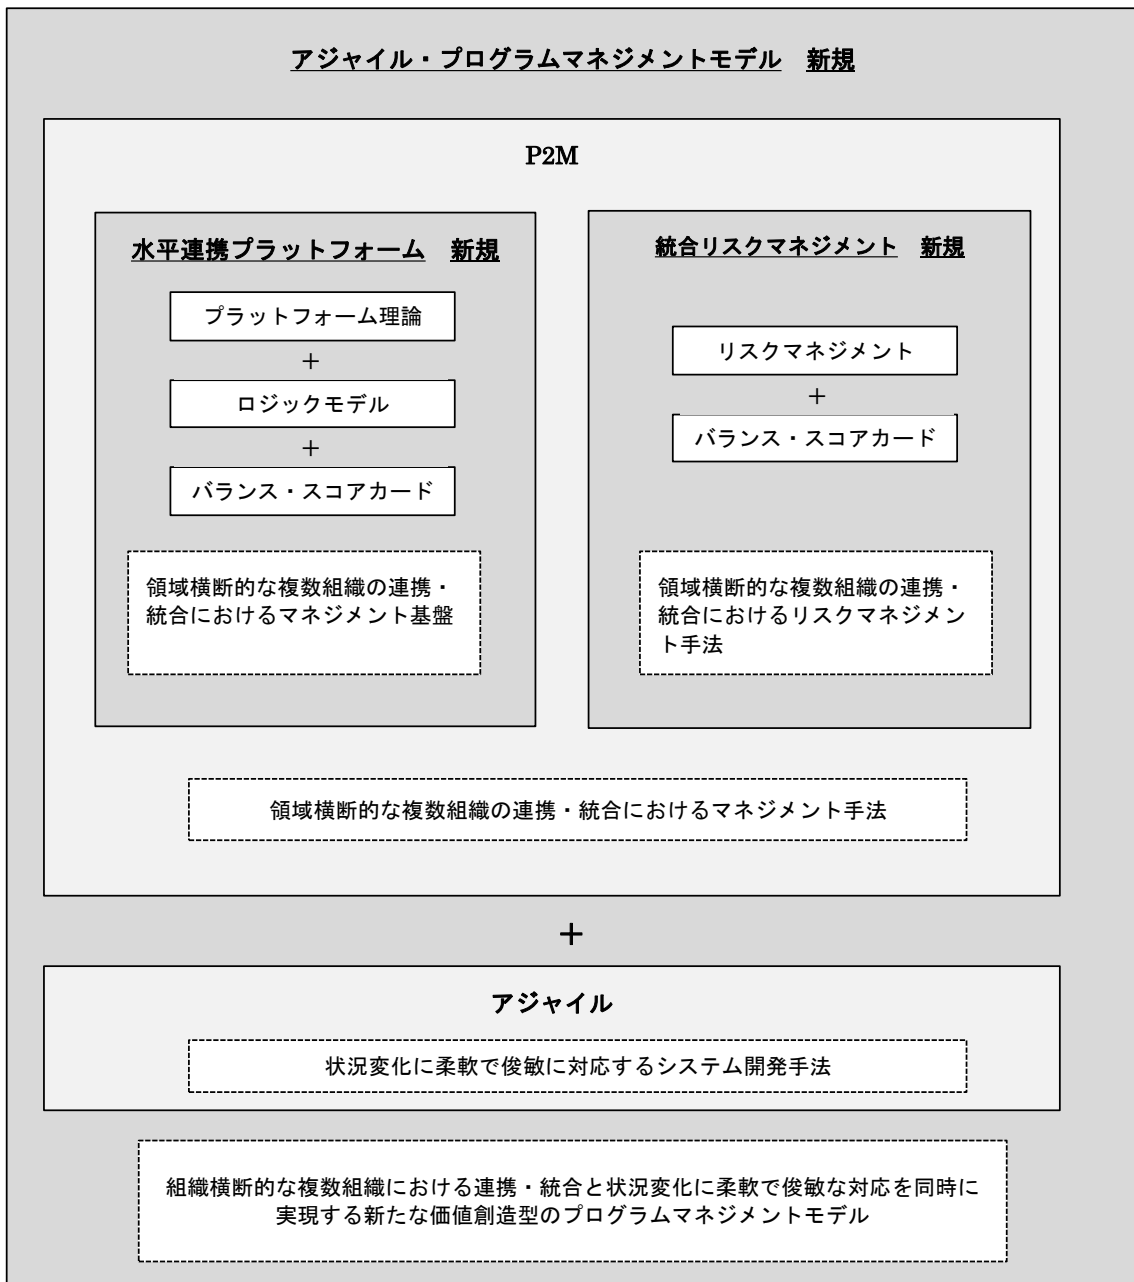 アジャイル・プログラムマネジメントモデル　新規
P2M
水平連携プラットフォーム　新規
プラットフォーム理論
＋
ロジックモデル
＋
バランス・スコアカード
領域横断的な複数組織の連携・
統合におけるマネジメント基盤
統合リスクマネジメント　新規
リスクマネジメント
＋
バランス・スコアカード
領域横断的な複数組織の連携・
統合におけるリスクマネジメン
ト手法
領域横断的な複数組織の連携・統合におけるマネジメント手法
＋
アジャイル
状況変化に柔軟で俊敏に対応するシステム開発手法
組織横断的な複数組織における連携・統合と状況変化に柔軟で俊敏な対応を同時に
実現する新たな価値創造型のプログラムマネジメントモデル